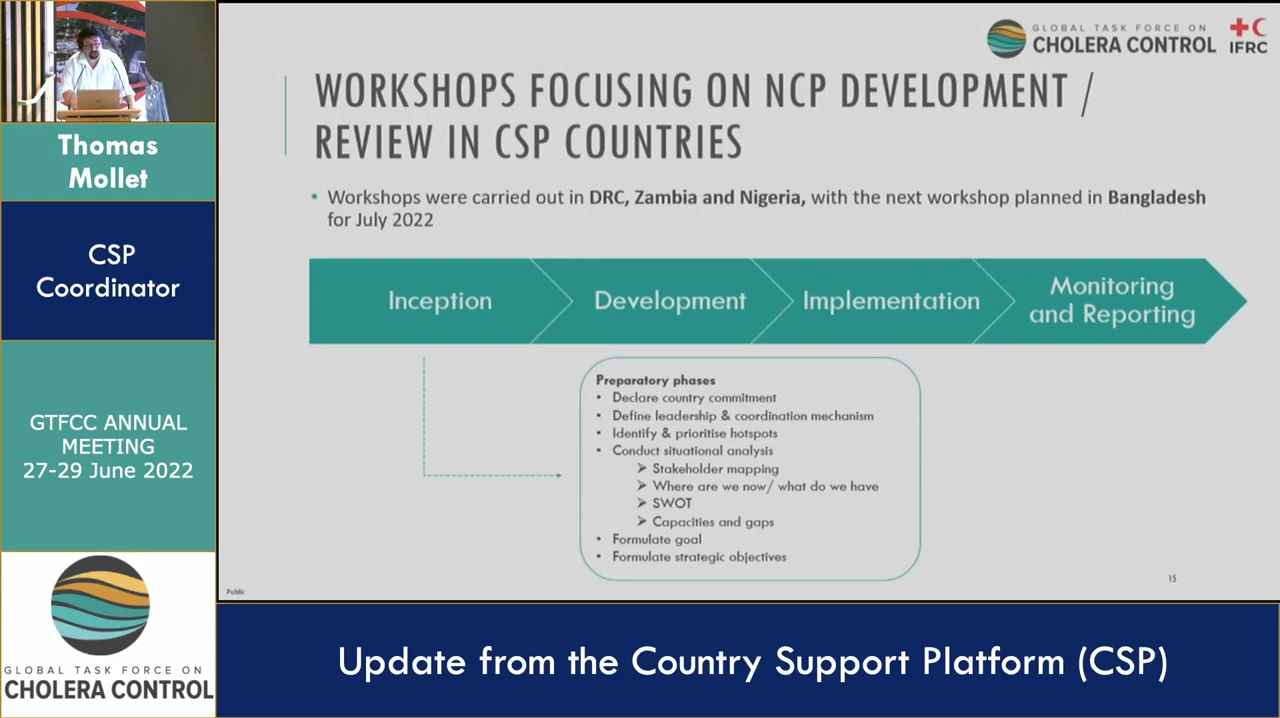 Thomas
Mollet
CSP
Coordinator
GTFCC ANNUAL
MEETING
27-29 June 2022
GLOBAL TASK FORCE ON
CHOLERA CONTROL
GLOBAL TASK FORCE ON
CHOLERA CONTROL
IFRC
WORKSHOPS FOCUSING ON NCP DEVELOPMENT /
REVIEW IN CSP COUNTRIES
• Workshops were carried out in DRC, Zambia and Nigeria, with the next workshop planned in Bangladesh
for July 2022
Inception
Development
Implementation
Monitoring
and Reporting
Preparatory phases
• Declare country commitment
• Define leadership & coordination mechanism
• Identify & prioritise hotspots
• Conduct situational analysis
➢ Stakeholder mapping
➢ Where are we now/ what do we have
➢ SWOT
➢ Capacities and gaps
• Formulate goal
• Formulate strategic objectives
Public
15
Update from the Country Support Platform (CSP)